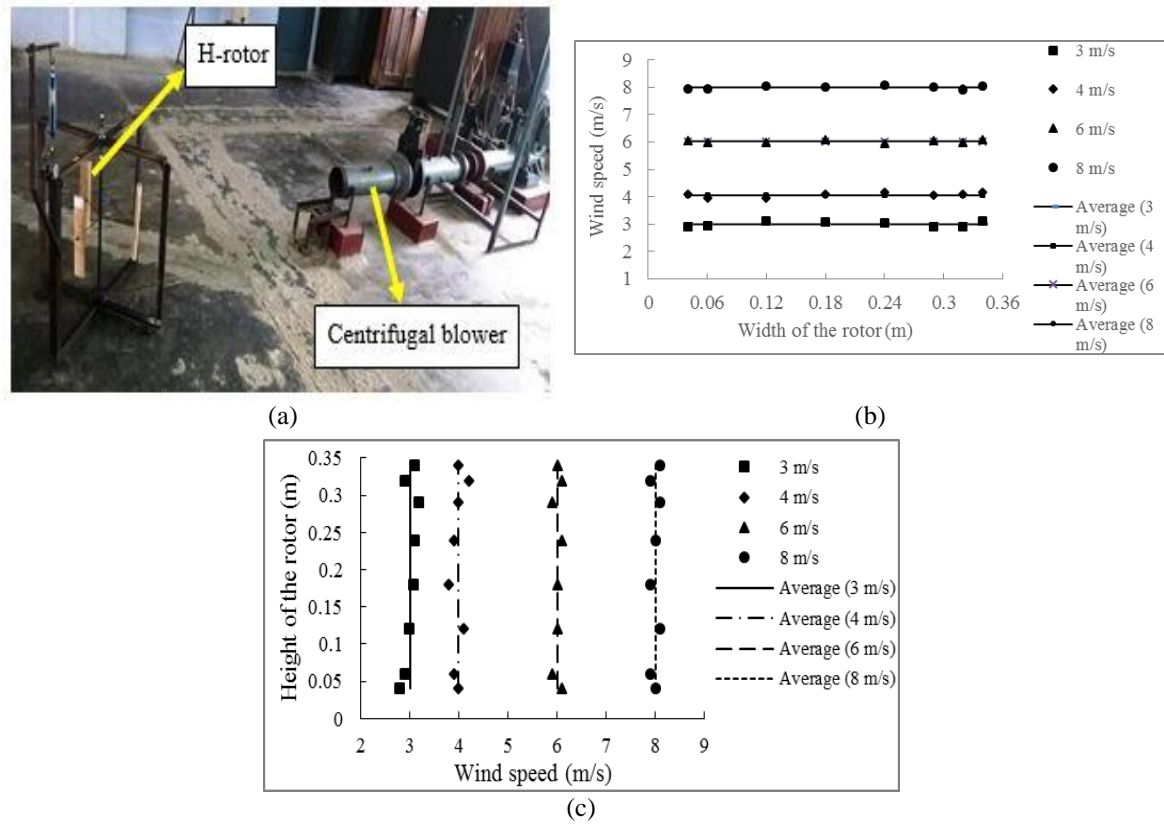 H-rotor
Centrifugal blower
(a)
9
8
7
6
5
4
3
2
1
0
0.06
0.12
0.18
0.24
0.3
0.36
Wind speed (m/s)
Width of the rotor (m)
3 m/s
4 m/s
6 m/s
8 m/s
Average (3
m/s)
Average (4
m/s)
Average (6
m/s)
Average (8
m/s)
(b)
0.35
0.3
0.25
0.2
0.15
0.1
0.05
0
2
3
4
5
6
7
8
9
Height of the rotor (m)
Wind speed (m/s)
3 m/s
4 m/s
6 m/s
8 m/s
Average (3 m/s)
Average (4 m/s)
Average (6 m/s)
Average (8 m/s)
(c)